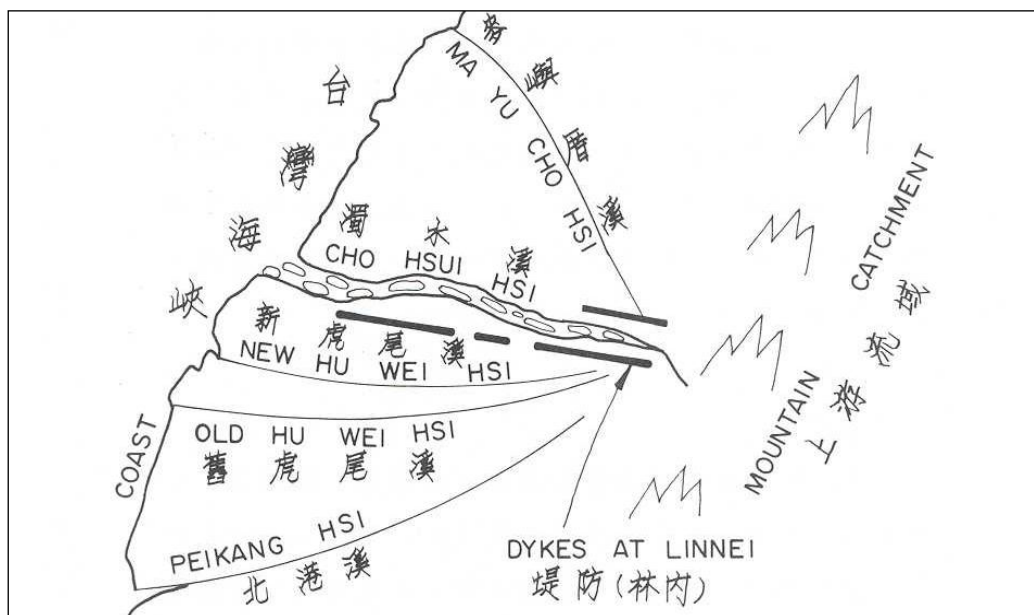 麥嶼厝溪
MA YU CHO HSI
台灣海峽
濁水溪
CHO HSUI HSI
新虎尾溪
NEW HU WEI HSI
OLD HU WEI HSI
舊虎尾溪
COAST
PEIKANG HSI
北港溪
DYKES AT LINNEI
堤防(林內)
MOUNTAIN CATCHMENT
上游流域